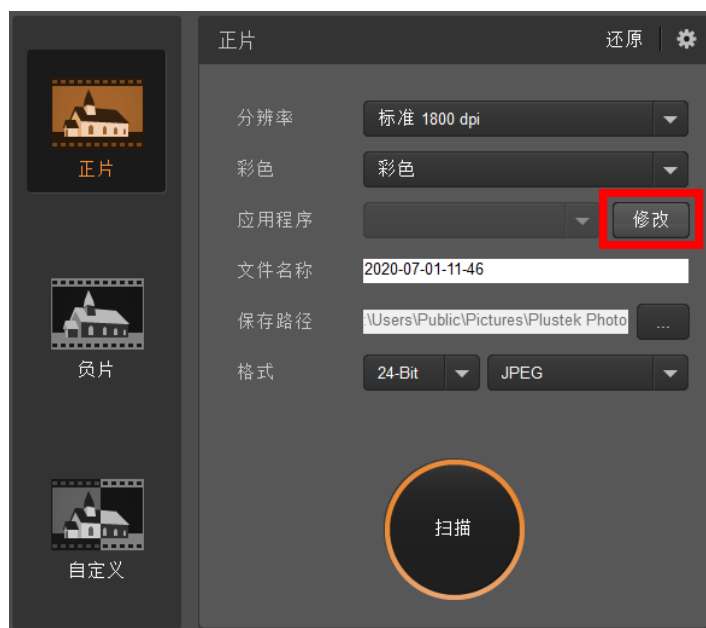 正片
负片
自定义
正片 还原
分辨率 标准 1800 dpi
彩色 彩色
应用程序 修改
文件名称 2020-07-01-11-46
保存路径 :\Users\Public\Pictures\Plustek Photo ...
格式 24-Bit JPEG
扫描